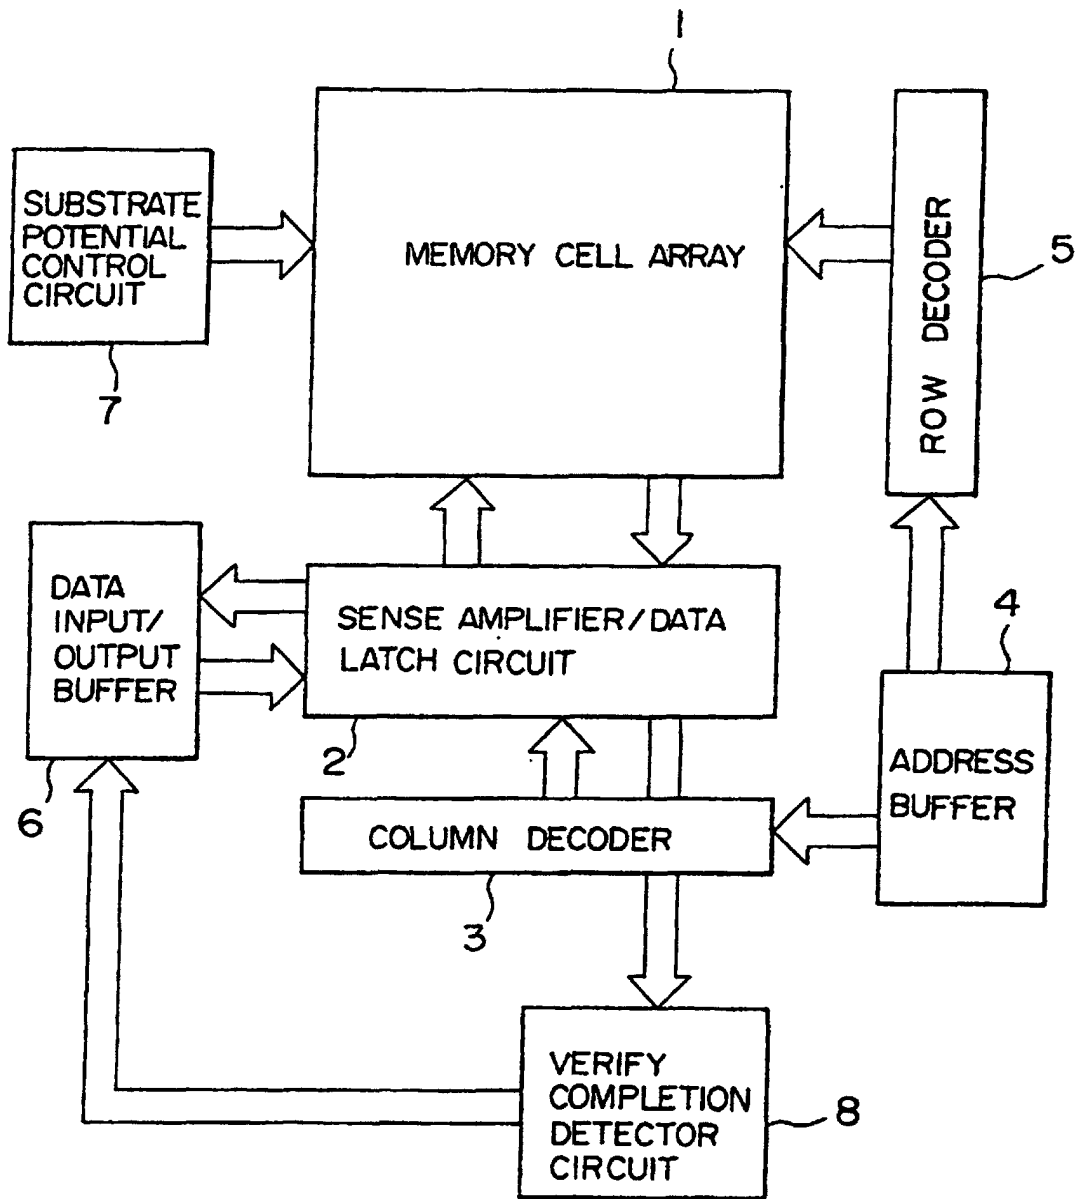 1
SUBSTRATE
POTENTIAL
CONTROL
CIRCUIT
7
MEMORY CELL ARRAY
ROW DECODER
5
DATA
INPUT/
OUTPUT
BUFFER
6
SENSE AMPLIFIER/DATA
LATCH CIRCUIT
2
4
ADDRESS
BUFFER
COLUMN DECODER
3
VERIFY
COMPLETION
DETECTOR
CIRCUIT
8